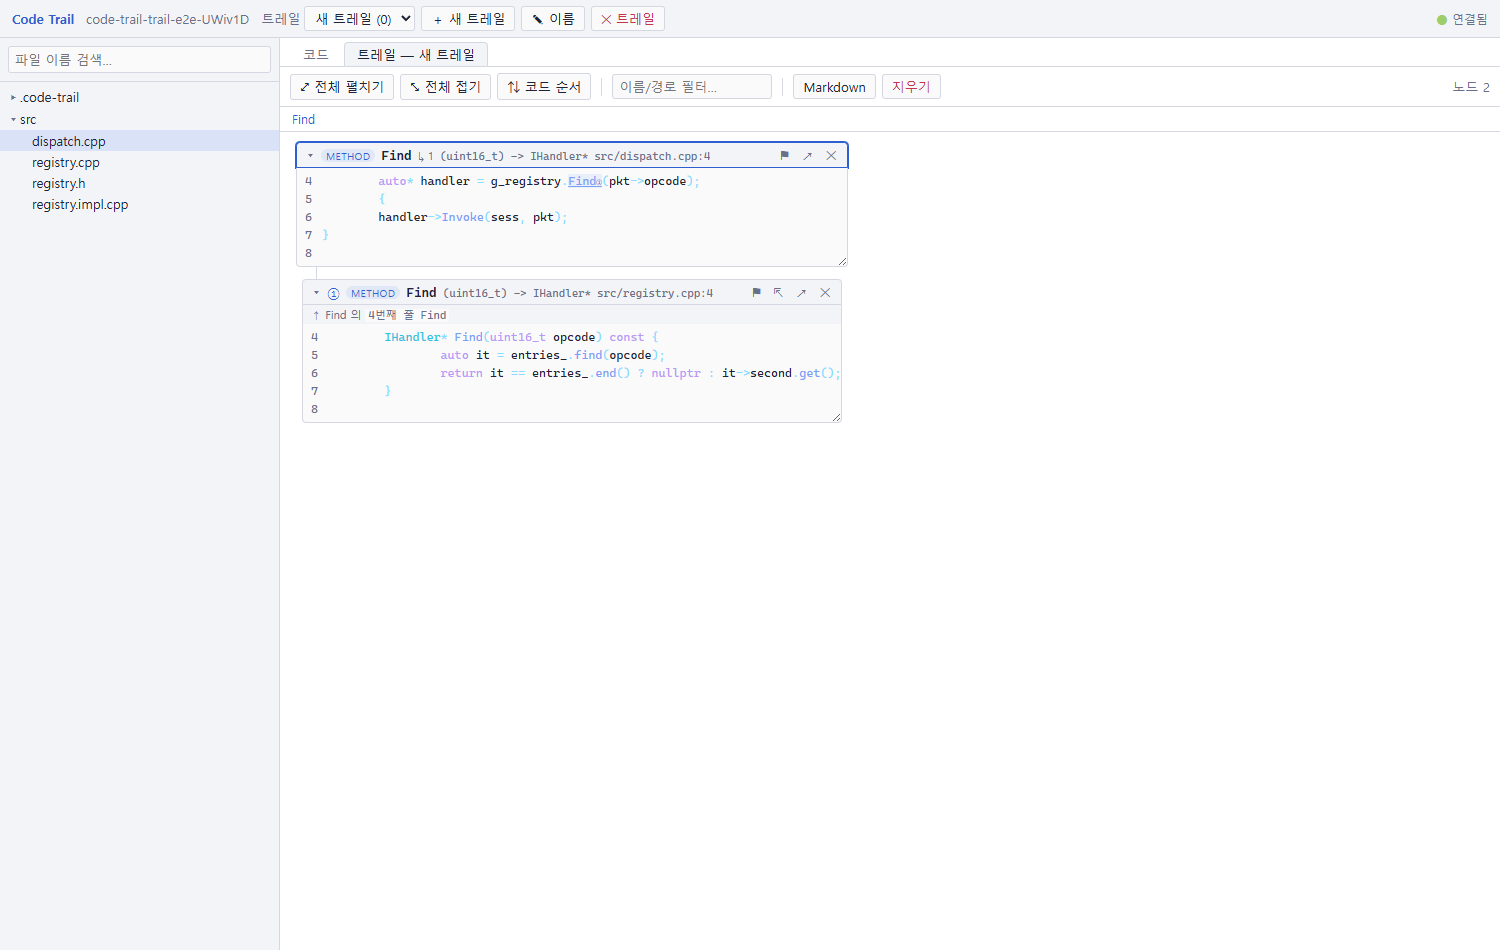 Code Trail code-trail-trail-e2e-UWiv1D 트레일 새 트레일 (0) + 새 트레일 ✎ 이름 ✕ 트레일 연결됨
파일 이름 검색...
▸ .code-trail
▾ src
dispatch.cpp
registry.cpp
registry.h
registry.impl.cpp
코드 트레일 — 새 트레일
⤢ 전체 펼치기 ⤡ 전체 접기 ⇅ 코드 순서 이름/경로 필터... Markdown 지우기 노드 2
Find
▾ METHOD Find ↳1 (uint16_t) -> IHandler* src/dispatch.cpp:4 ⚑ ↗ ✕
4 auto* handler = g_registry.Find①(pkt->opcode);
5 {
6 handler->Invoke(sess, pkt);
7 }
8
▾ ① METHOD Find (uint16_t) -> IHandler* src/registry.cpp:4 ⚑ ↖ ↗ ✕
↑ Find 의 4번째 줄 Find
4 IHandler* Find(uint16_t opcode) const {
5 auto it = entries_.find(opcode);
6 return it == entries_.end() ? nullptr : it->second.get();
7 }
8